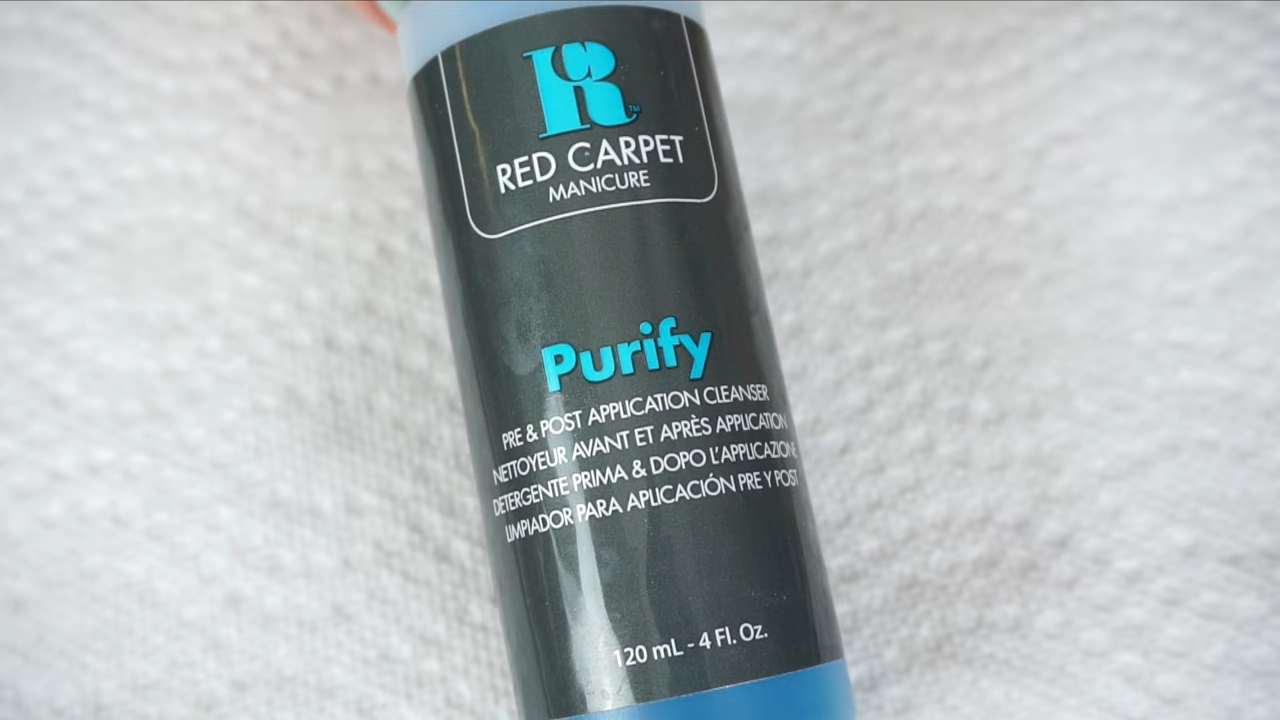 R
TM
RED CARPET
MANICURE
Purify
PRE & POST APPLICATION CLEANSER
NETTOYEUR AVANT ET APRÈS APPLICATION
DETERGENTE PRIMA & DOPO L'APPLICAZIONE
LIMPIADOR PARA APLICACIÓN PRE Y POST
120 mL - 4 Fl. Oz.